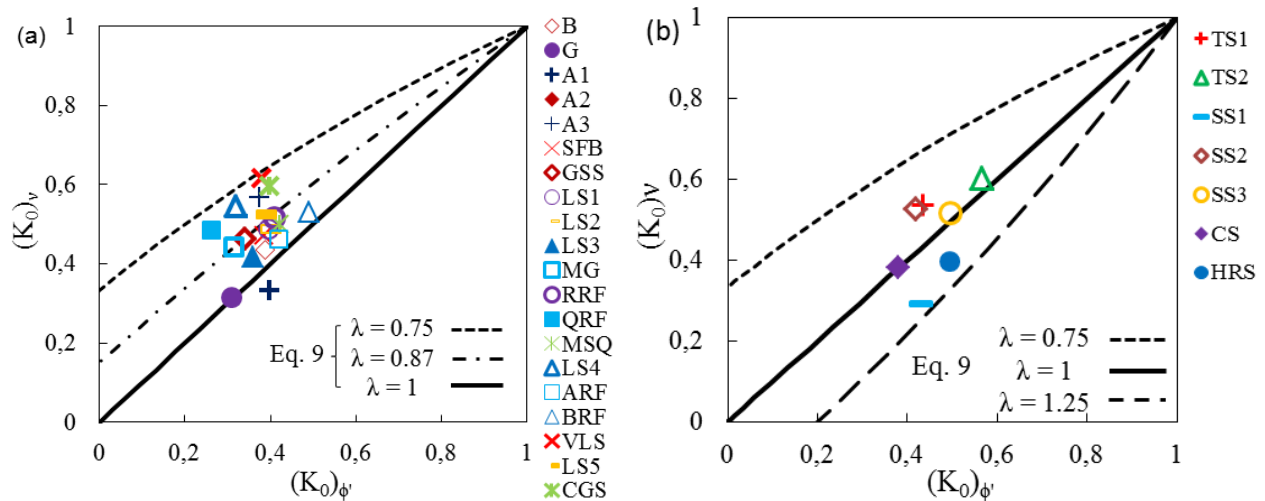 (a)
1
0,8
0,6
0,4
0,2
0
0
0,2
0,4
0,6
0,8
1
(K0)ν
(K0)ϕ'
Eq. 9
λ = 0.75
λ = 0.87
λ = 1
B
G
A1
A2
A3
SFB
GSS
LS1
LS2
LS3
MG
RRF
QRF
MSQ
LS4
ARF
BRF
VLS
LS5
CGS
(b)
1
0,8
0,6
0,4
0,2
0
0
0,2
0,4
0,6
0,8
1
(K0)ν
(K0)ϕ'
Eq. 9
λ = 0.75
λ = 1
λ = 1.25
TS1
TS2
SS1
SS2
SS3
CS
HRS